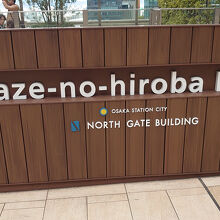 aze-no-hiroba
OSAKA STATION CITY
NORTH GATE BUILDING